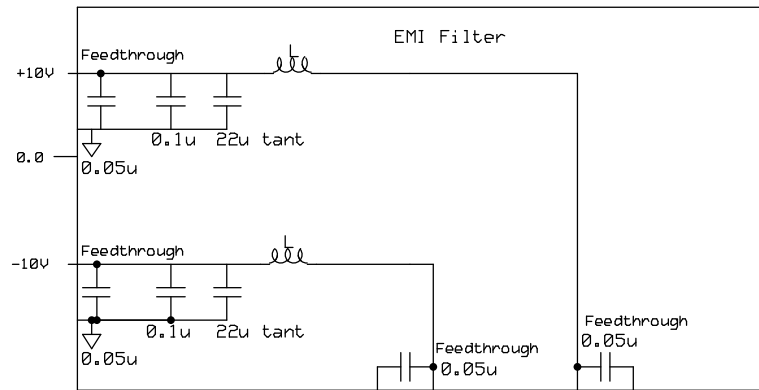 EMI Filter
Feedthrough
L
+10V
0.1u 22u tant
0.0
0.05u
L
Feedthrough
-10V
0.1u 22u tant
0.05u
Feedthrough
0.05u
Feedthrough
0.05u